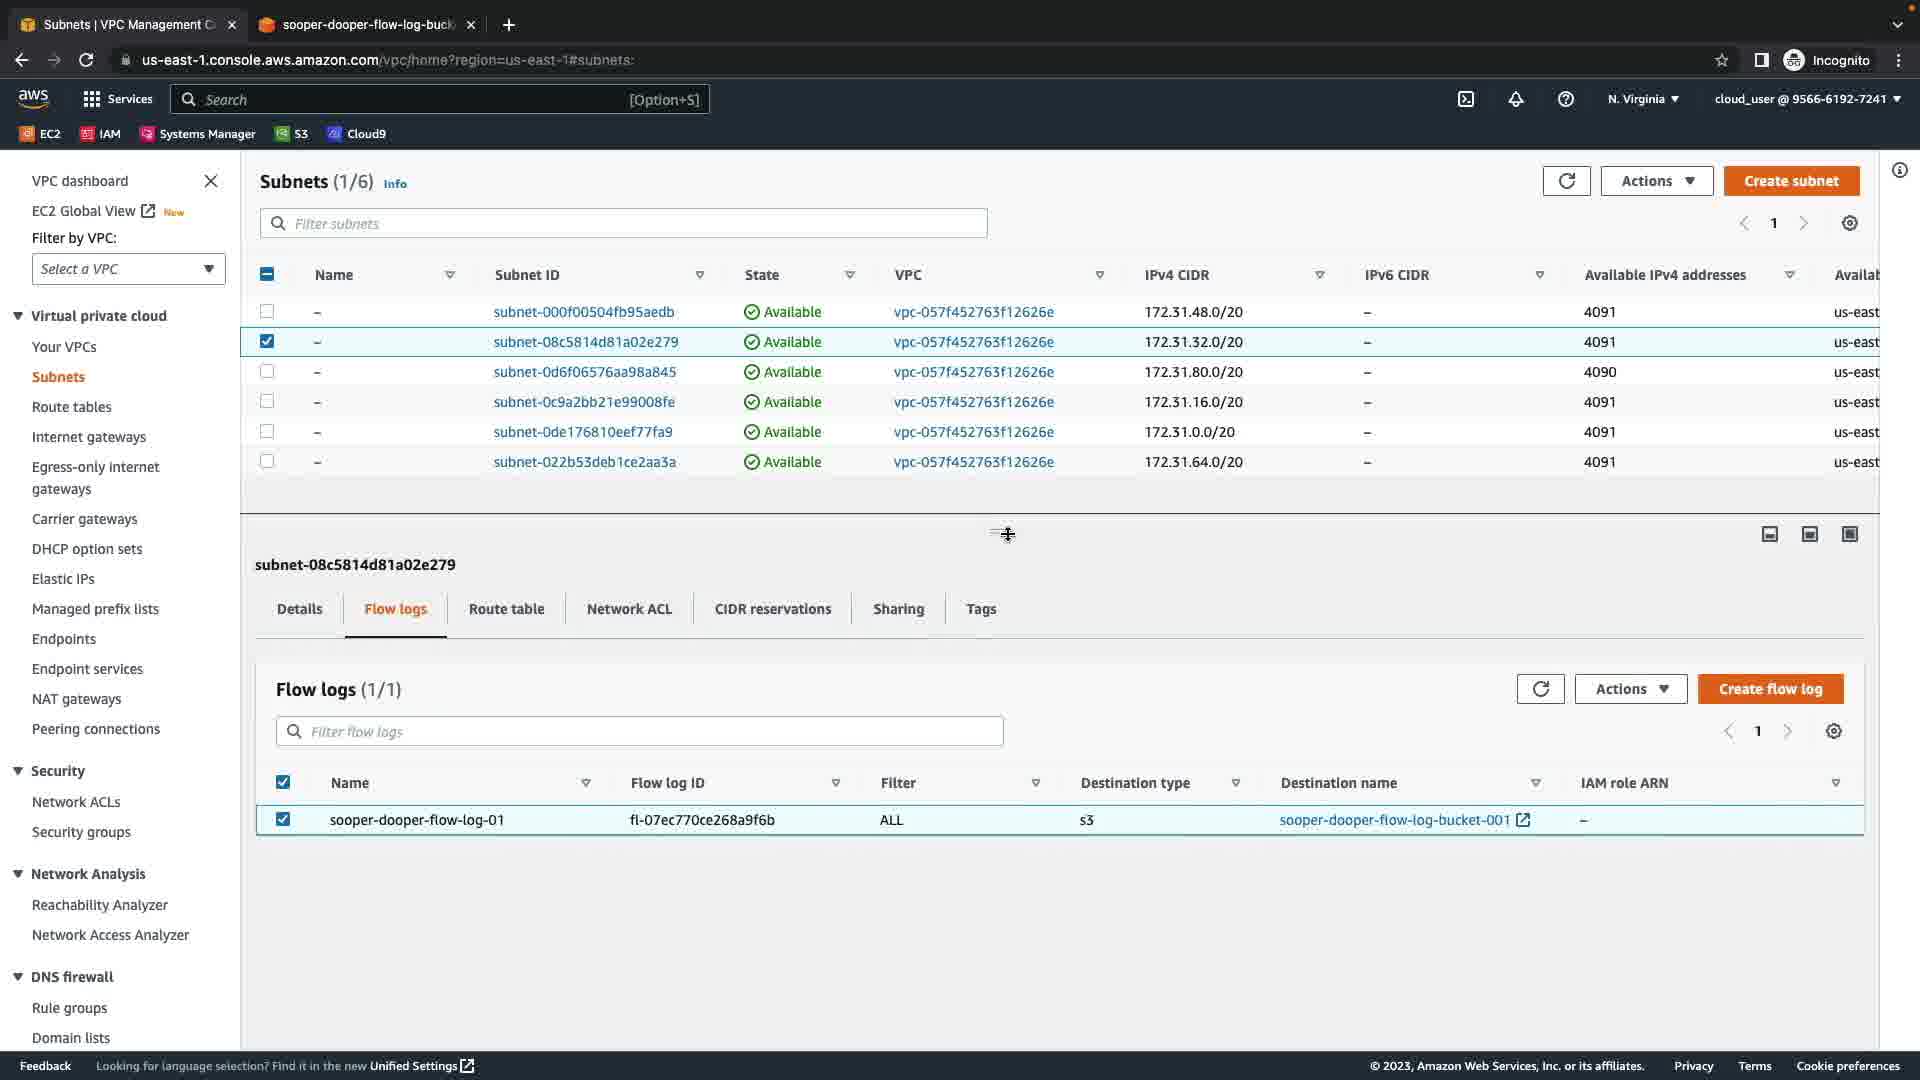 Subnets | VPC Management C
sooper-dooper-flow-log-buck
us-east-1.console.aws.amazon.com/vpc/home?region=us-east-1#subnets:
Incognito
aws
Services
Search
[Option+S]
N. Virginia
cloud_user @ 9566-6192-7241
EC2
IAM
Systems Manager
S3
Cloud9
VPC dashboard
EC2 Global View
New
Filter by VPC:
Select a VPC
Virtual private cloud
Your VPCs
Subnets
Route tables
Internet gateways
Egress-only internet
gateways
Carrier gateways
DHCP option sets
Elastic IPs
Managed prefix lists
Endpoints
Endpoint services
NAT gateways
Peering connections
Security
Network ACLs
Security groups
Network Analysis
Reachability Analyzer
Network Access Analyzer
DNS firewall
Rule groups
Domain lists
Subnets (1/6) Info
Actions
Create subnet
Filter subnets
1
Name Subnet ID State VPC IPv4 CIDR IPv6 CIDR Available IPv4 addresses Availab
– subnet-000f00504fb95aedb Available vpc-057f452763f12626e 172.31.48.0/20 – 4091 us-east
– subnet-08c5814d81a02e279 Available vpc-057f452763f12626e 172.31.32.0/20 – 4091 us-east
– subnet-0d6f06576aa98a845 Available vpc-057f452763f12626e 172.31.80.0/20 – 4090 us-east
– subnet-0c9a2bb21e99008fe Available vpc-057f452763f12626e 172.31.16.0/20 – 4091 us-east
– subnet-0de176810eef77fa9 Available vpc-057f452763f12626e 172.31.0.0/20 – 4091 us-east
– subnet-022b53deb1ce2aa3a Available vpc-057f452763f12626e 172.31.64.0/20 – 4091 us-east
subnet-08c5814d81a02e279
Details Flow logs Route table Network ACL CIDR reservations Sharing Tags
Flow logs (1/1)
Actions
Create flow log
Filter flow logs
1
Name Flow log ID Filter Destination type Destination name IAM role ARN
sooper-dooper-flow-log-01 fl-07ec770ce268a9f6b ALL s3 sooper-dooper-flow-log-bucket-001 –
Feedback
Looking for language selection? Find it in the new Unified Settings
© 2023, Amazon Web Services, Inc. or its affiliates.
Privacy
Terms
Cookie preferences